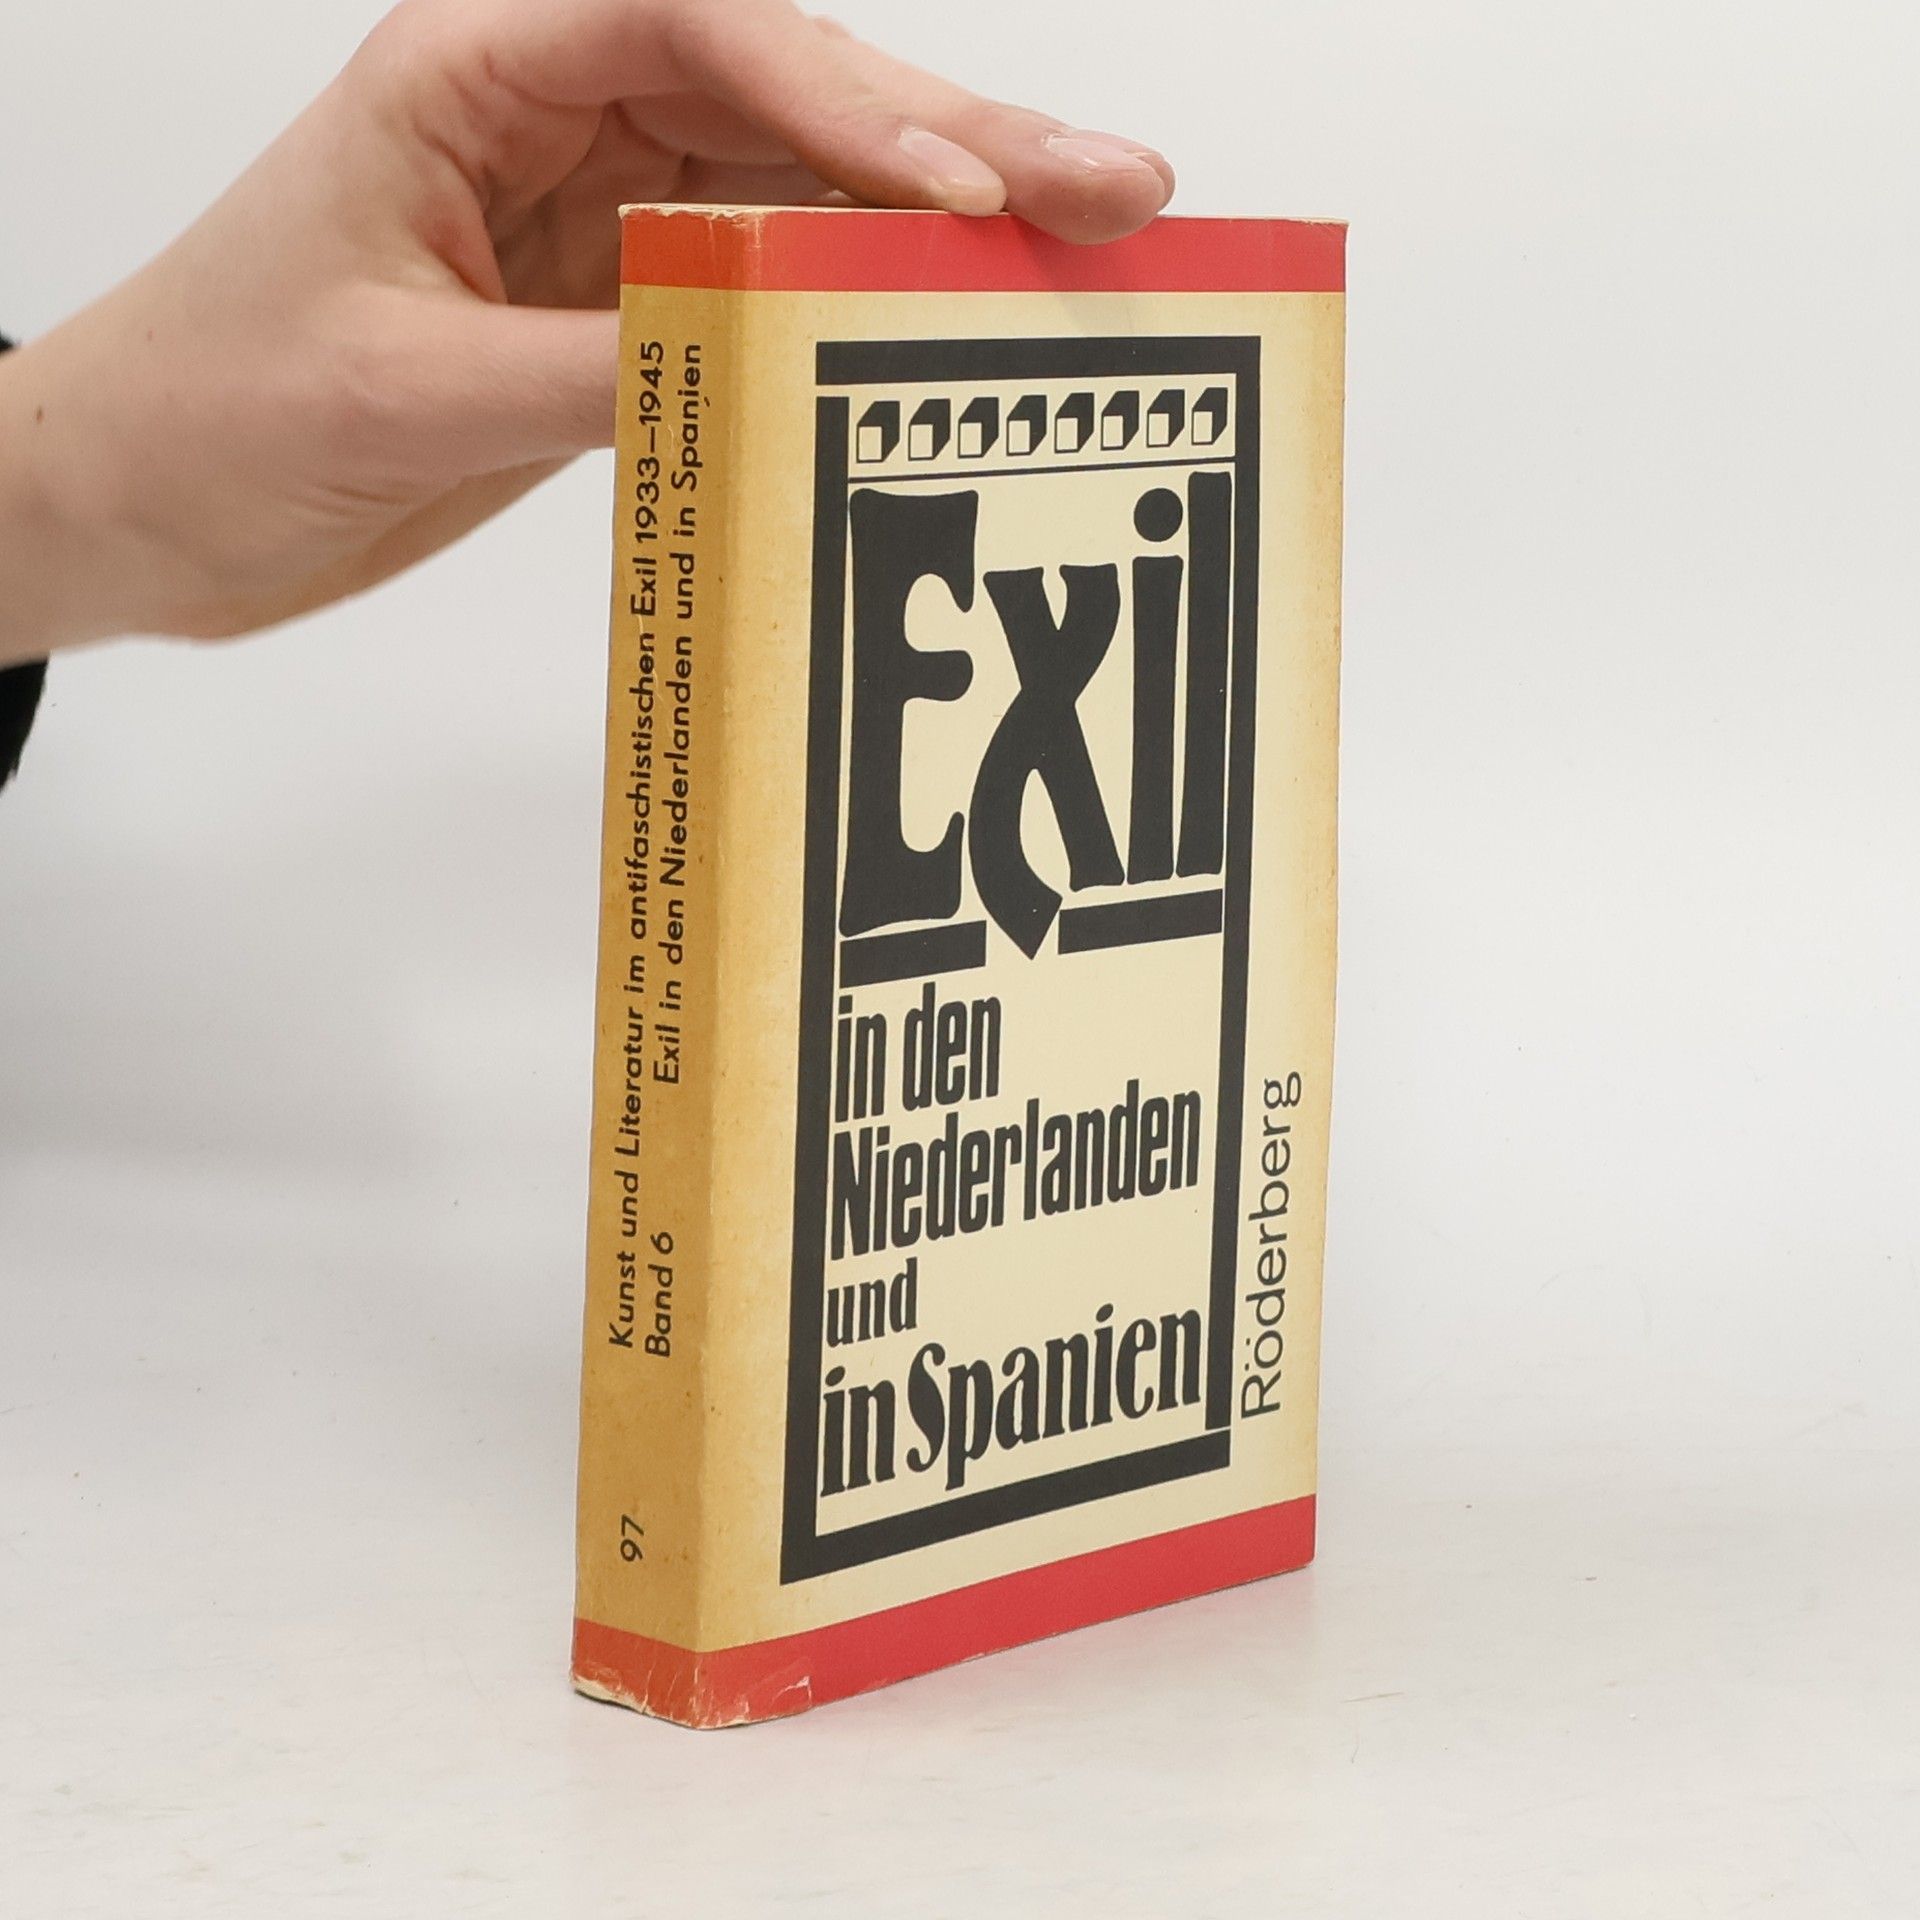 Kunst und Literatur im antifaschistischen Exil 1933–1945
Band 6 Exil in den Niederlanden und in Spanien
97
Exil
in den
Niederlanden
und
in Spanien
Röderberg